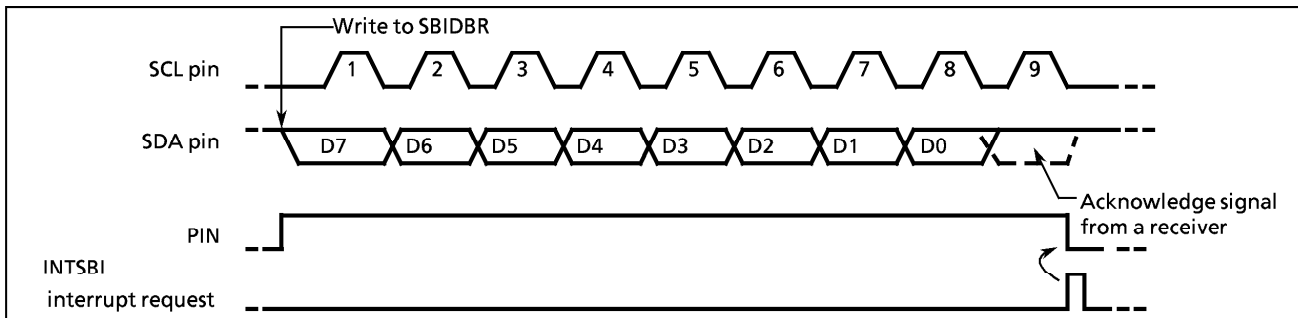 Write to SBIDBR
SCL pin
1 2 3 4 5 6 7 8 9
SDA pin
D7 D6 D5 D4 D3 D2 D1 D0
Acknowledge signal
from a receiver
PIN
INTSBI
interrupt request